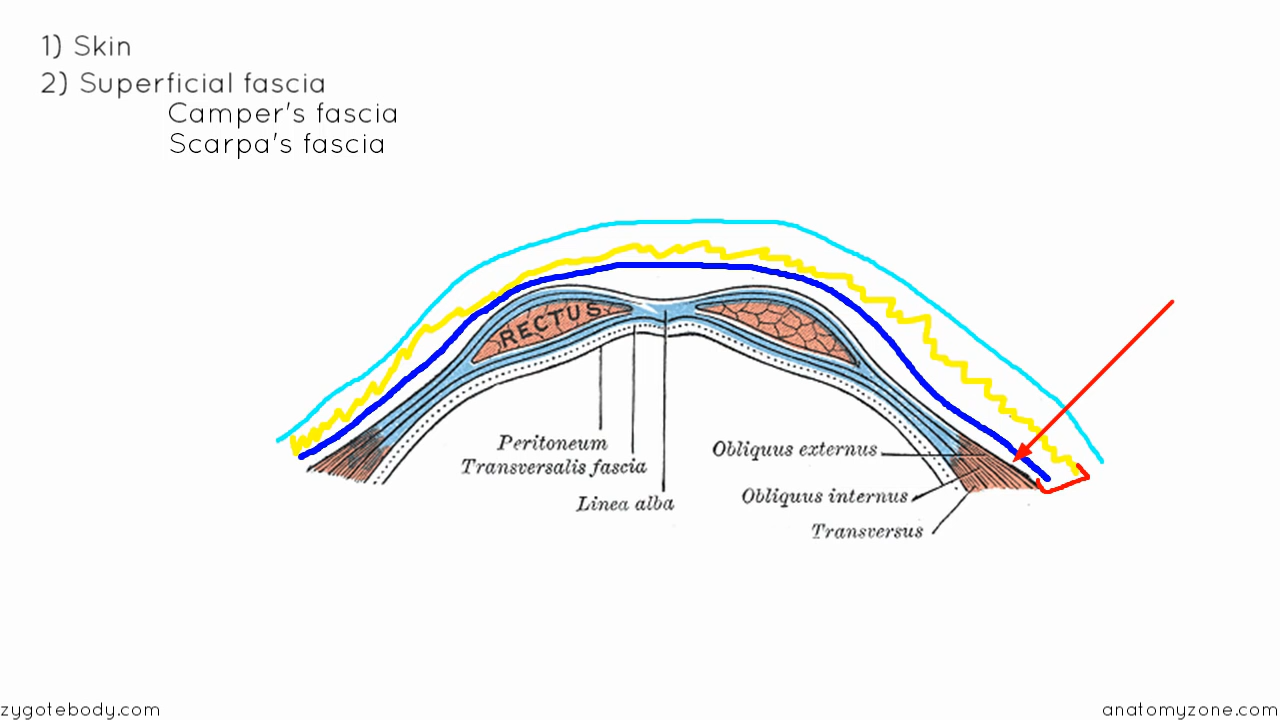 1) Skin
2) Superficial fascia
Camper's fascia
Scarpa's fascia
RECTUS
Peritoneum
Transversalis fascia
Linea alba
Obliquus externus
Obliquus internus
Transversus
zygotebody.com
anatomyzone.com